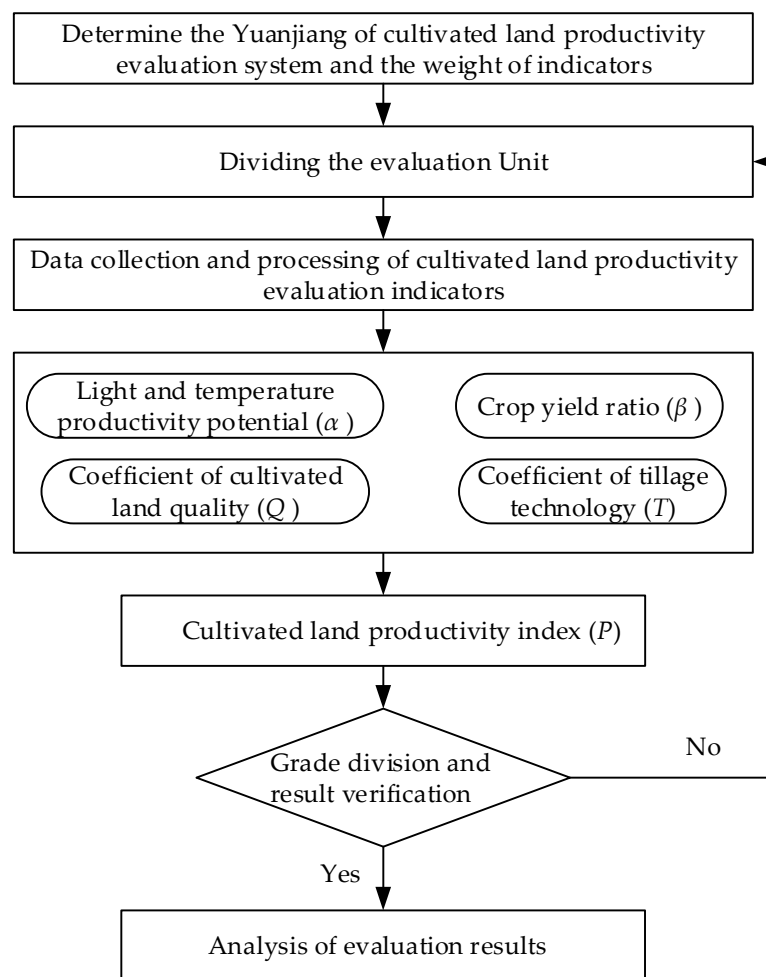 Determine the Yuanjiang of cultivated land productivity
evaluation system and the weight of indicators
Dividing the evaluation Unit
Data collection and processing of cultivated land productivity
evaluation indicators
Light and temperature
productivity potential (α )
Crop yield ratio (β )
Coefficient of cultivated
land quality (Q )
Coefficient of tillage
technology (T)
Cultivated land productivity index (P)
Grade division and
result verification
No
Yes
Analysis of evaluation results